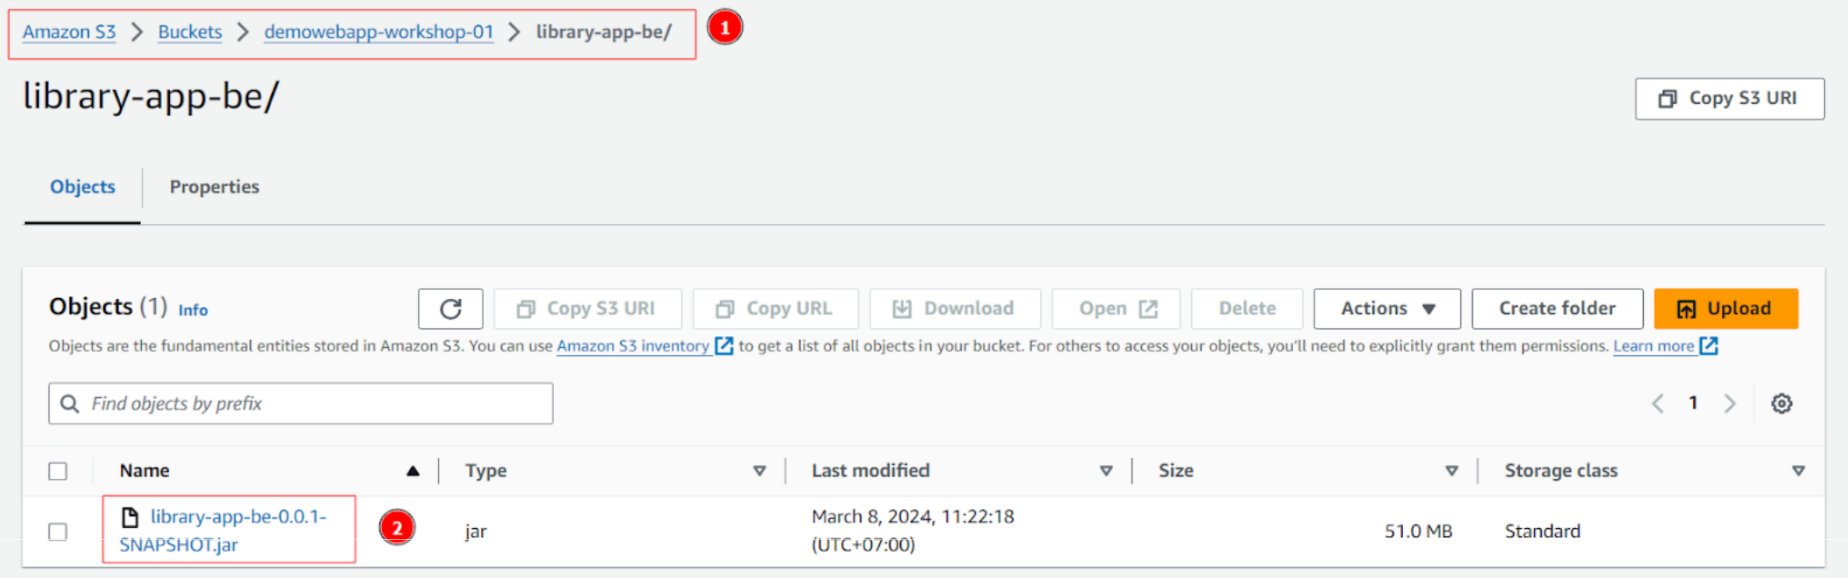 Amazon S3 > Buckets > demowebapp-workshop-01 > library-app-be/ 1
library-app-be/
Copy S3 URI
Objects Properties
Objects (1) Info Copy S3 URI Copy URL Download Open Delete Actions Create folder Upload
Objects are the fundamental entities stored in Amazon S3. You can use Amazon S3 inventory to get a list of all objects in your bucket. For others to access your objects, you'll need to explicitly grant them permissions. Learn more
Find objects by prefix
< 1 >
Name Type Last modified Size Storage class
library-app-be-0.0.1-
SNAPSHOT.jar
2
jar
March 8, 2024, 11:22:18
(UTC+07:00)
51.0 MB
Standard